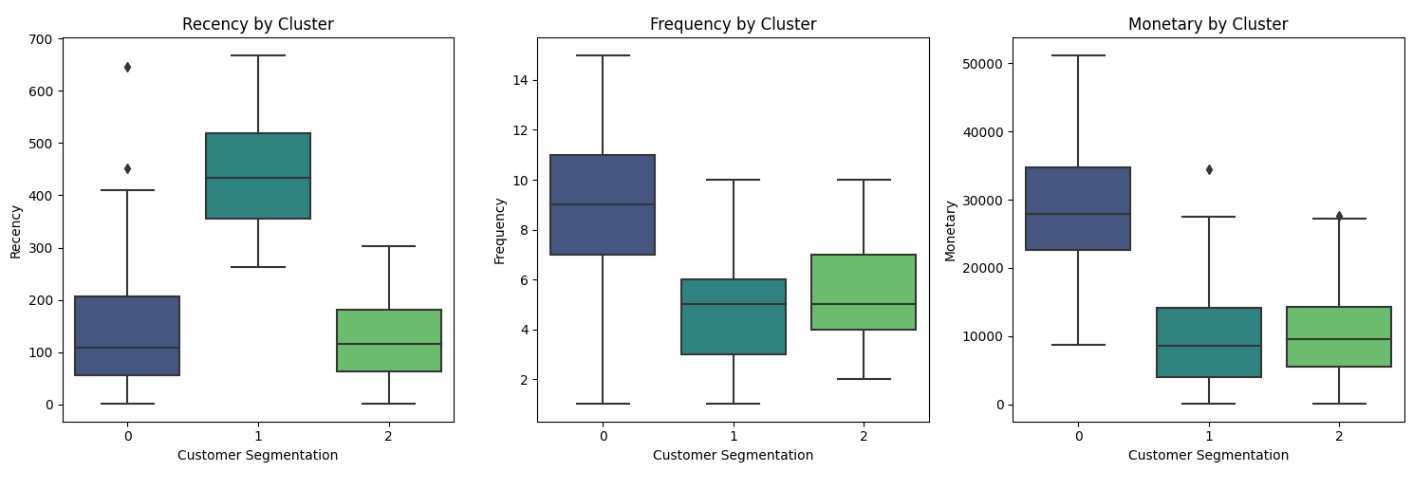 Recency by Cluster
700
600
500
400
300
200
100
0
Recency
0 1 2
Customer Segmentation
Frequency by Cluster
14
12
10
8
6
4
2
Frequency
0 1 2
Customer Segmentation
Monetary by Cluster
50000
40000
30000
20000
10000
0
Monetary
0 1 2
Customer Segmentation